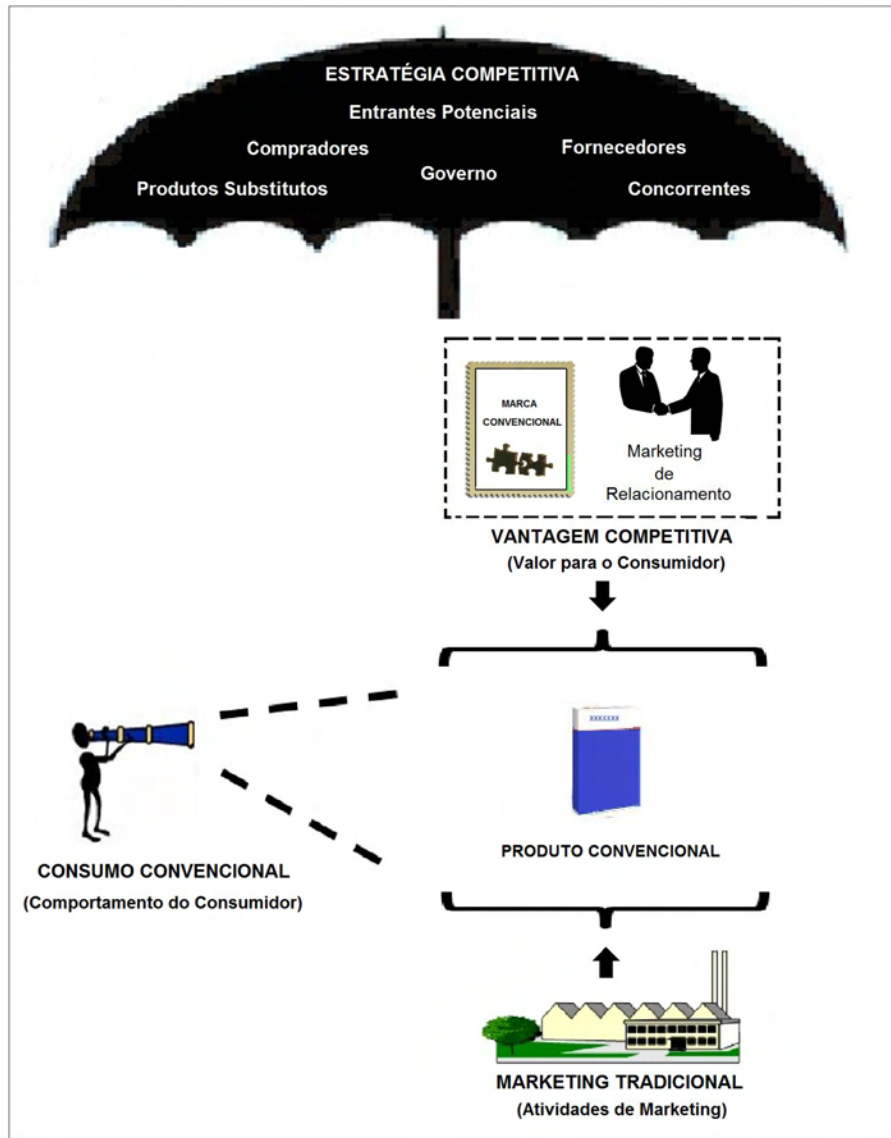 ESTRATÉGIA COMPETITIVA
Entrantes Potenciais
Compradores
Fornecedores
Governo
Produtos Substitutos
Concorrentes
MARCA
CONVENCIONAL
Marketing
de
Relacionamento
VANTAGEM COMPETITIVA
(Valor para o Consumidor)
XXXXXXX
PRODUTO CONVENCIONAL
CONSUMO CONVENCIONAL
(Comportamento do Consumidor)
MARKETING TRADICIONAL
(Atividades de Marketing)